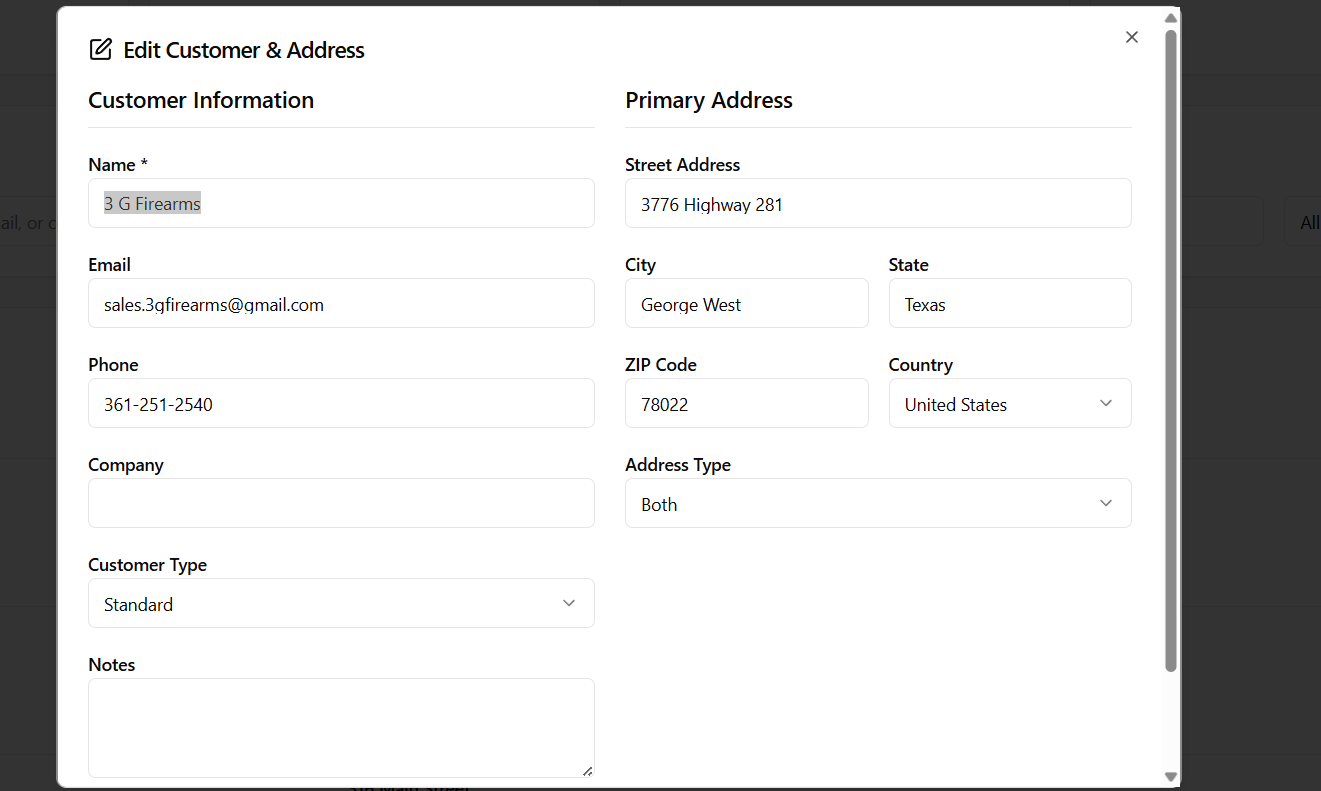 Edit Customer & Address
Customer Information
Name *
3 G Firearms
Email
sales.3gfirearms@gmail.com
Phone
361-251-2540
Company
Customer Type
Standard
Notes
Primary Address
Street Address
3776 Highway 281
City
George West
State
Texas
ZIP Code
78022
Country
United States
Address Type
Both
ail, or c
All